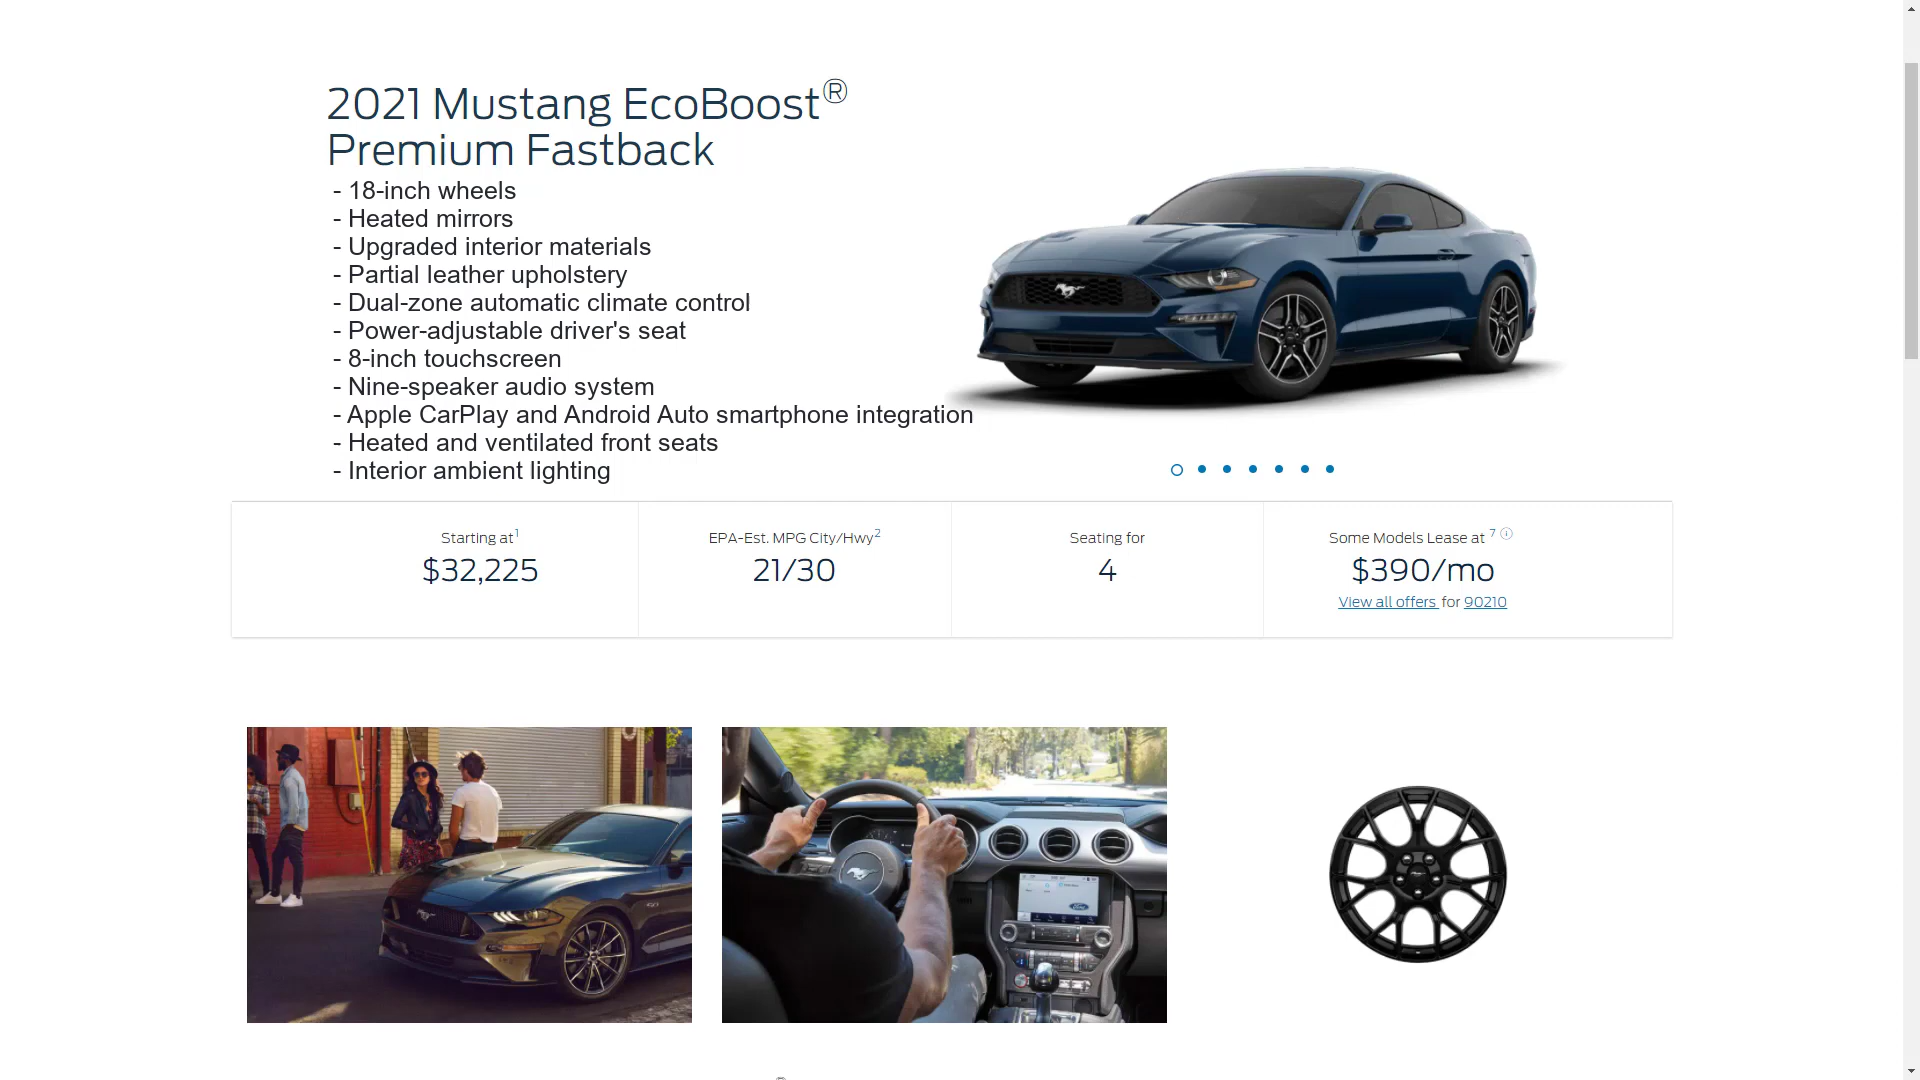 2021 Mustang EcoBoost®
Premium Fastback
- 18-inch wheels
- Heated mirrors
- Upgraded interior materials
- Partial leather upholstery
- Dual-zone automatic climate control
- Power-adjustable driver's seat
- 8-inch touchscreen
- Nine-speaker audio system
- Apple CarPlay and Android Auto smartphone integration
- Heated and ventilated front seats
- Interior ambient lighting
Starting at1
$32,225
EPA-Est. MPG City/Hwy2
21/30
Seating for
4
Some Models Lease at 7
$390/mo
View all offers for 90210
Ford